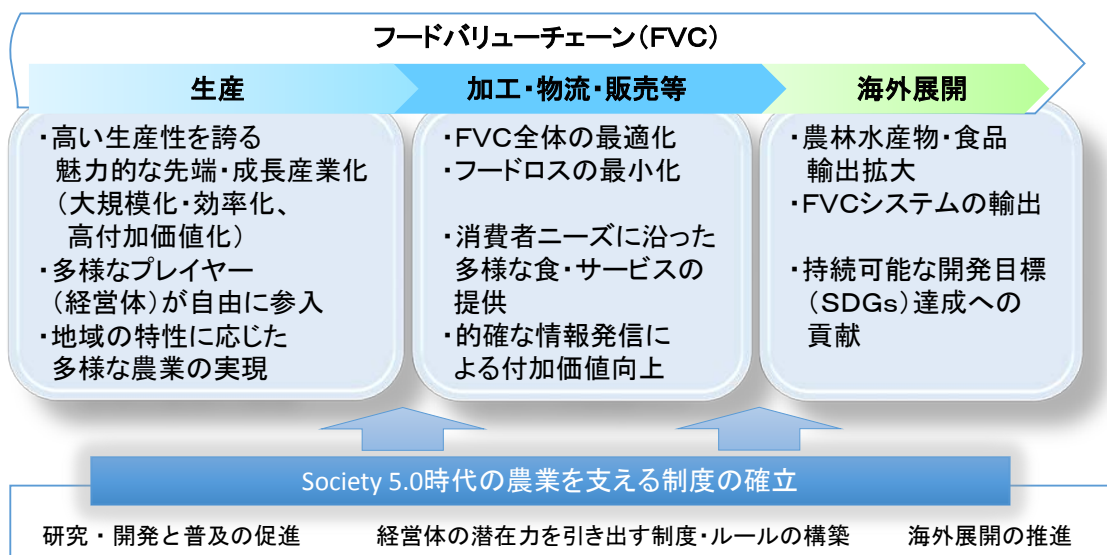 フードバリューチェーン（ＦＶＣ）
生産
・高い生産性を誇る
魅力的な先端・成長産業化
（大規模化・効率化、
高付加価値化）
・多様なプレイヤー
（経営体）が自由に参入
・地域の特性に応じた
多様な農業の実現
加工・物流・販売等
・ＦＶＣ全体の最適化
・フードロスの最小化
・消費者ニーズに沿った
多様な食・サービスの
提供
・的確な情報発信に
よる付加価値向上
海外展開
・農林水産物・食品
輸出拡大
・ＦＶＣシステムの輸出
・持続可能な開発目標
（ＳＤＧｓ）達成への
貢献
Society 5.0時代の農業を支える制度の確立
研究・開発と普及の促進
経営体の潜在力を引き出す制度・ルールの構築
海外展開の推進